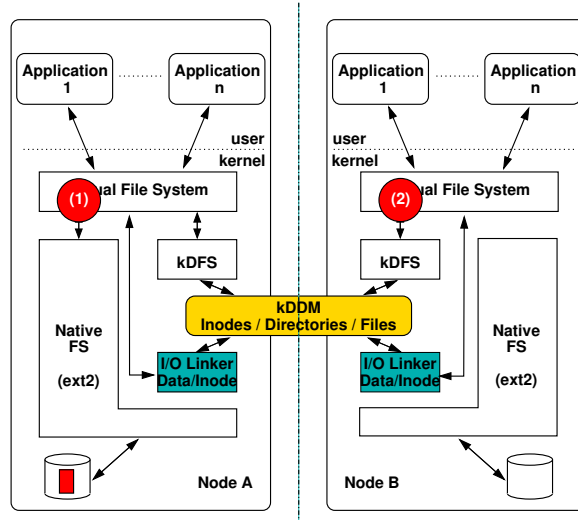 Application
1
Application
n
Application
1
Application
n
user
kernel
user
kernel
(1)
ual File System
(2)
ual File System
kDFS
kDFS
kDDM
Inodes / Directories / Files
Native
FS
(ext2)
I/O Linker
Data/Inode
I/O Linker
Data/Inode
Native
FS
(ext2)
Node A
Node B